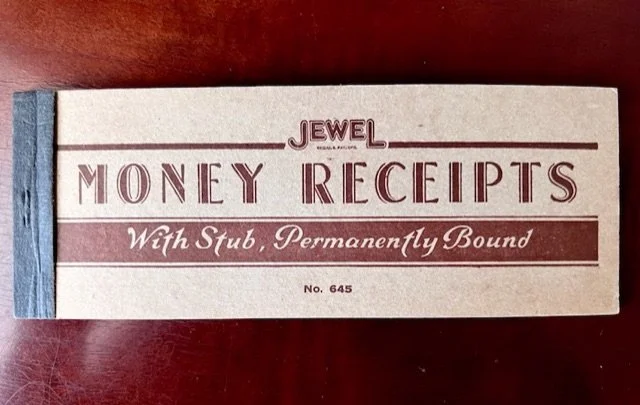 JEWEL
MONEY RECEIPTS
With Stub, Permanently Bound
No. 645